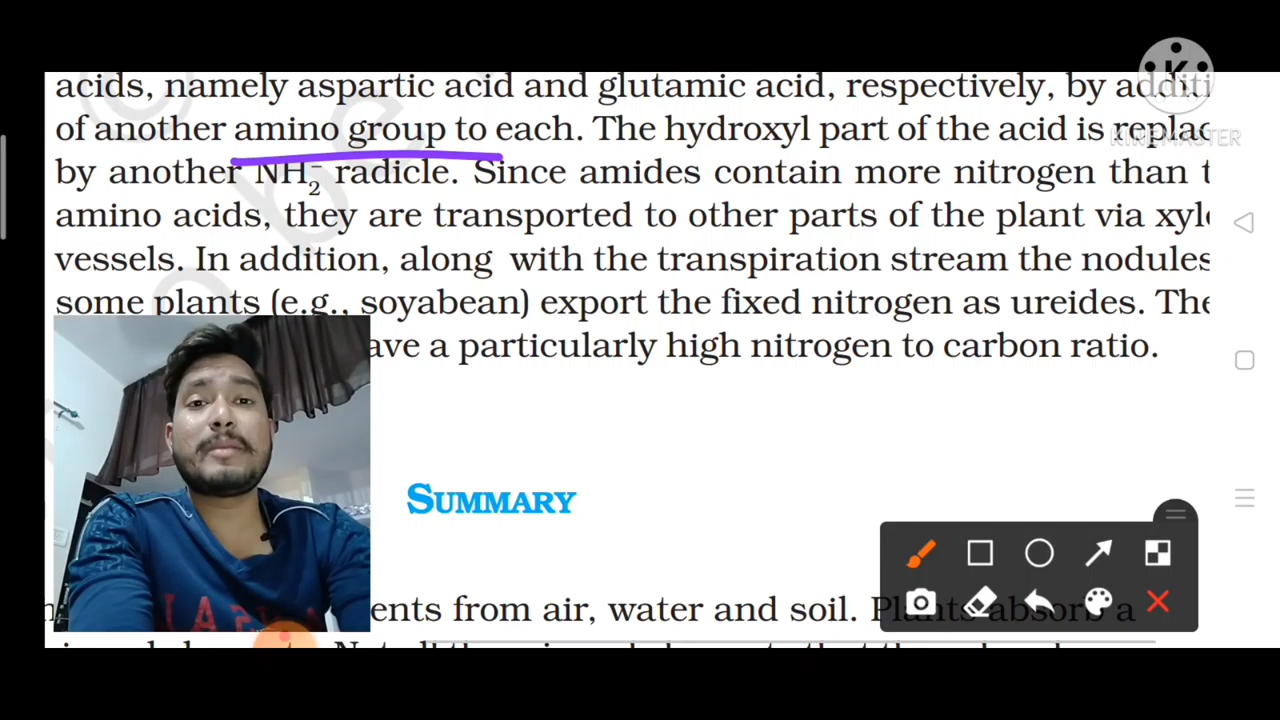 acids, namely aspartic acid and glutamic acid, respectively, by additi
of another amino group to each. The hydroxyl part of the acid is replac
by another NH₂⁻ radicle. Since amides contain more nitrogen than t
amino acids, they are transported to other parts of the plant via xyle
vessels. In addition, along with the transpiration stream the nodules
some plants (e.g., soyabean) export the fixed nitrogen as ureides. The
ave a particularly high nitrogen to carbon ratio.
SUMMARY
ents from air, water and soil. Plants absorb a
K
KINEMASTER